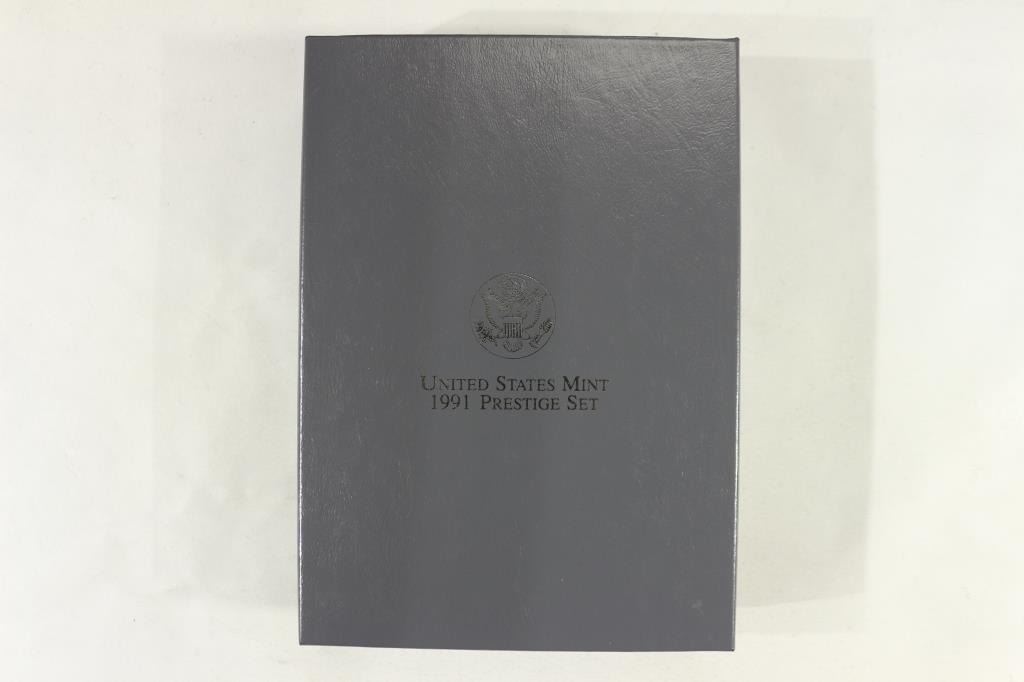 United States Mint
1991 Prestige Set